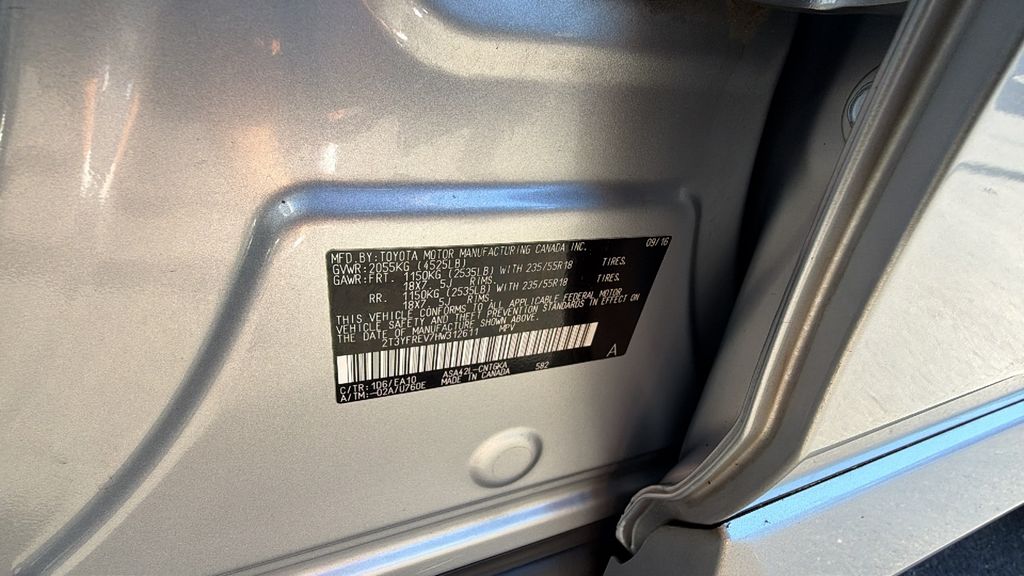 MFD.BY:TOYOTA MOTOR MANUFACTURING CANADA INC. 09/16
GVWR:2055KG (4525LB)
GAWR:FRT. 1150KG (2535LB) WITH 235/55R18 TIRES.
18X7 5J RIMS
RR. 1150KG (2535LB) WITH 235/55R18 TIRES.
18X7 5J RIMS
THIS VEHICLE CONFORMS TO ALL APPLICABLE FEDERAL MOTOR
VEHICLE SAFETY AND THEFT PREVENTION STANDARDS IN EFFECT ON
THE DATE OF MANUFACTURE SHOWN ABOVE.
2T3YFREV7HW312611 MPV
A
C/TR:1D6/EA10 ASA42L-CNTGKA 582
A/TM:-02A/U760E MADE IN CANADA